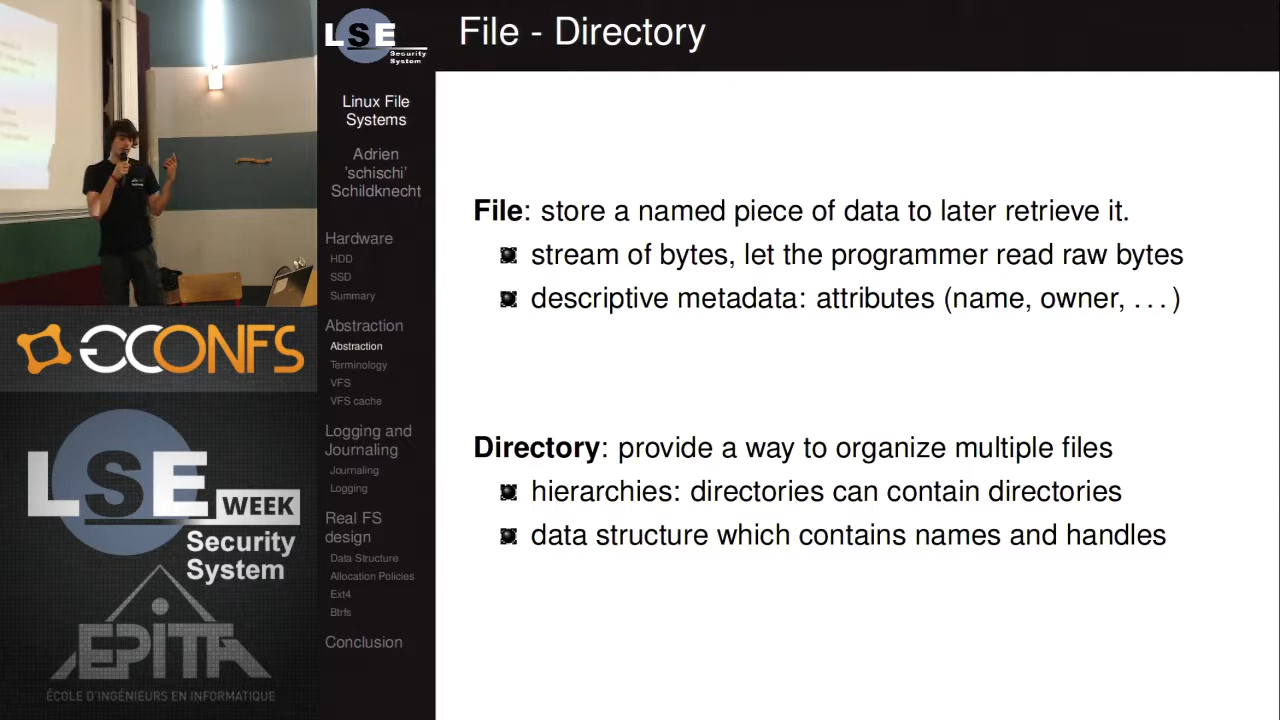 LSE
Security
System
File - Directory
Linux File
Systems
Adrien
'schischi'
Schildknecht
Hardware
HDD
SSD
Summary
Abstraction
Abstraction
Terminology
VFS
VFS cache
Logging and
Journaling
Journaling
Logging
Real FS
design
Data Structure
Allocation Policies
Ext4
Btrfs
Conclusion
File: store a named piece of data to later retrieve it.
stream of bytes, let the programmer read raw bytes
descriptive metadata: attributes (name, owner, . . . )
Directory: provide a way to organize multiple files
hierarchies: directories can contain directories
data structure which contains names and handles
GCONFS
LSE WEEK
Security
System
EPITA
ÉCOLE D'INGÉNIEURS EN INFORMATIQUE